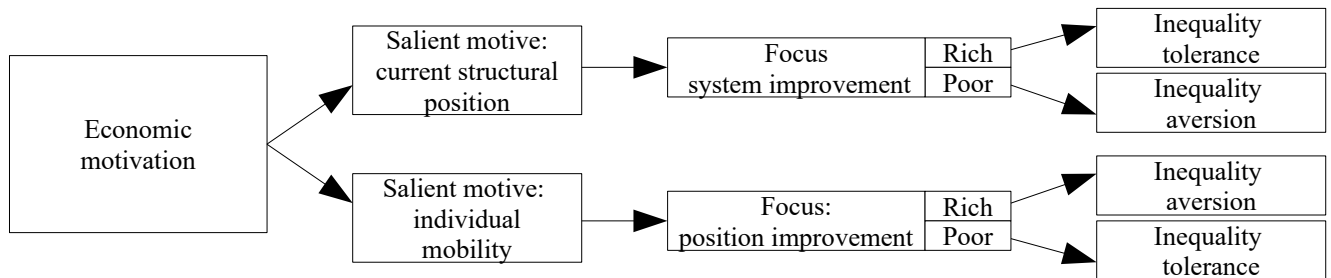 Economic
motivation
Salient motive:
current structural
position
Focus
system improvement
Rich
Poor
Inequality
tolerance
Inequality
aversion
Salient motive:
individual
mobility
Focus:
position improvement
Rich
Poor
Inequality
aversion
Inequality
tolerance